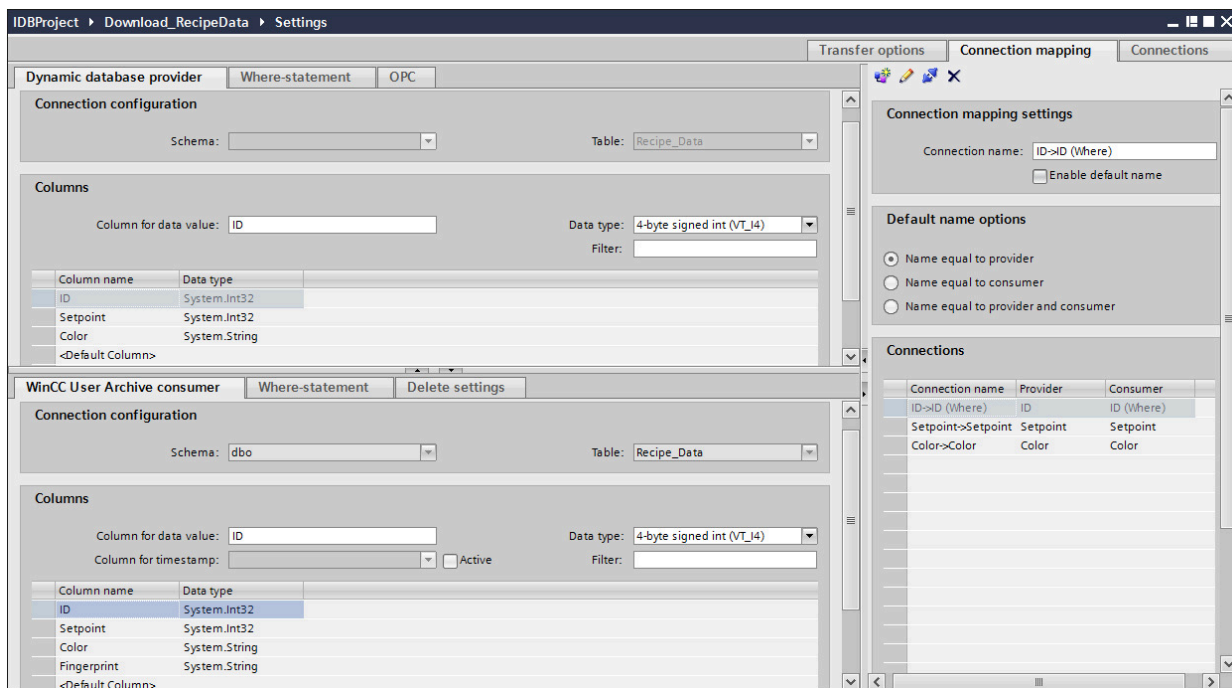 IDBProject ▸ Download_RecipeData ▸ Settings
Transfer options Connection mapping Connections
Dynamic database provider Where-statement OPC
Connection configuration
Schema:
Table: Recipe_Data
Columns
Column for data value: ID
Data type: 4-byte signed int (VT_I4)
Filter:
Column name Data type
ID System.Int32
Setpoint System.Int32
Color System.String
<Default Column>
WinCC User Archive consumer Where-statement Delete settings
Connection configuration
Schema: dbo
Table: Recipe_Data
Columns
Column for data value: ID
Data type: 4-byte signed int (VT_I4)
Column for timestamp: Active
Filter:
Column name Data type
ID System.Int32
Setpoint System.Int32
Color System.String
Fingerprint System.String
<Default Column>
Connection mapping settings
Connection name: ID->ID (Where)
Enable default name
Default name options
Name equal to provider
Name equal to consumer
Name equal to provider and consumer
Connections
Connection name Provider Consumer
ID->ID (Where) ID ID (Where)
Setpoint->Setpoint Setpoint Setpoint
Color->Color Color Color